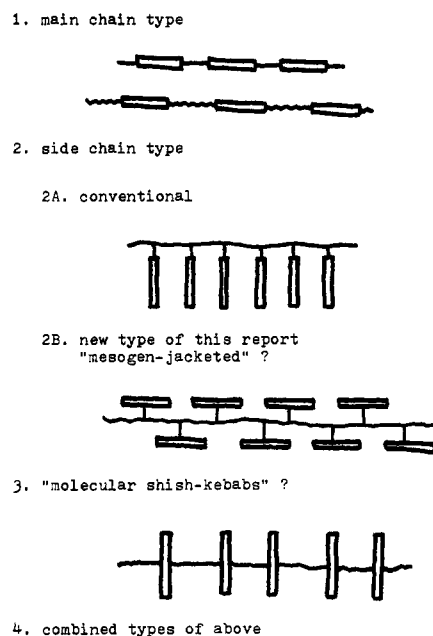 1. main chain type
2. side chain type
2A. conventional
2B. new type of this report
"mesogen-jacketed" ?
3. "molecular shish-kebabs" ?
4. combined types of above